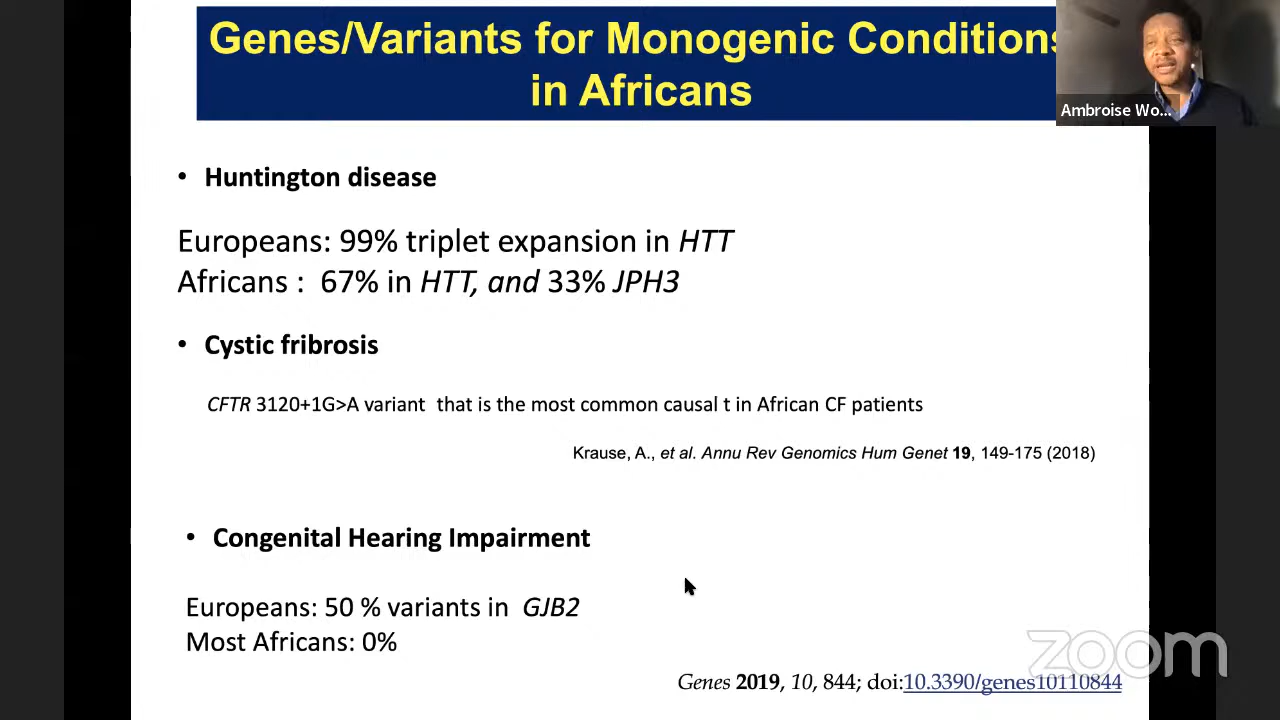 Genes/Variants for Monogenic Conditions
in Africans
Ambroise Wo...
• Huntington disease
Europeans: 99% triplet expansion in HTT
Africans : 67% in HTT, and 33% JPH3
• Cystic fribrosis
CFTR 3120+1G>A variant that is the most common causal t in African CF patients
Krause, A., et al. Annu Rev Genomics Hum Genet 19, 149-175 (2018)
• Congenital Hearing Impairment
Europeans: 50 % variants in GJB2
Most Africans: 0%
zoom
Genes 2019, 10, 844; doi:10.3390/genes10110844